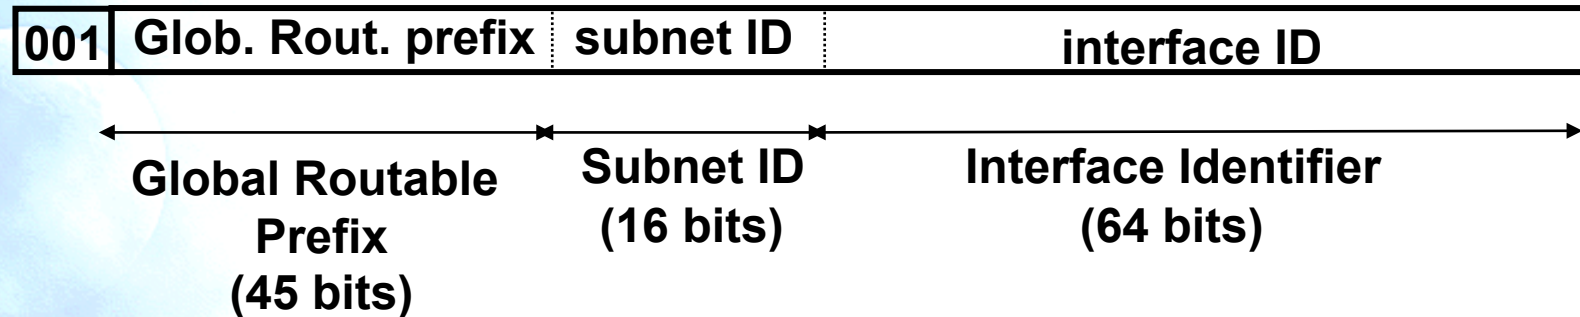 001 Glob. Rout. prefix subnet ID interface ID
Global Routable Prefix (45 bits)
Subnet ID (16 bits)
Interface Identifier (64 bits)